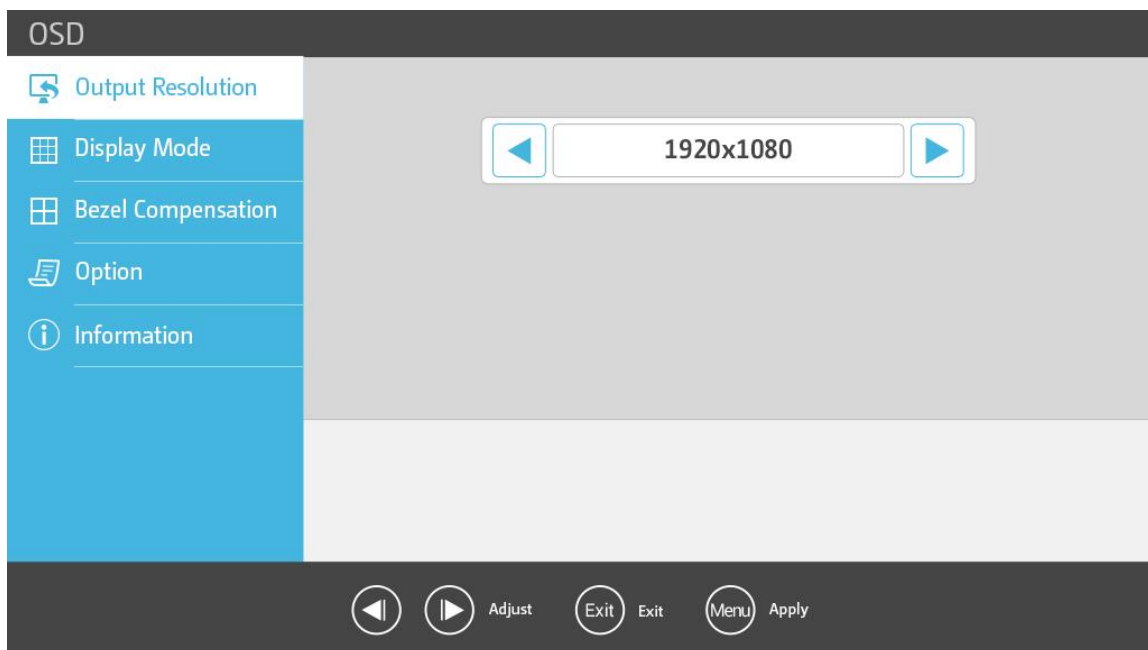 OSD
Output Resolution
Display Mode
Bezel Compensation
Option
Information
1920x1080
Adjust
Exit Exit
Menu Apply